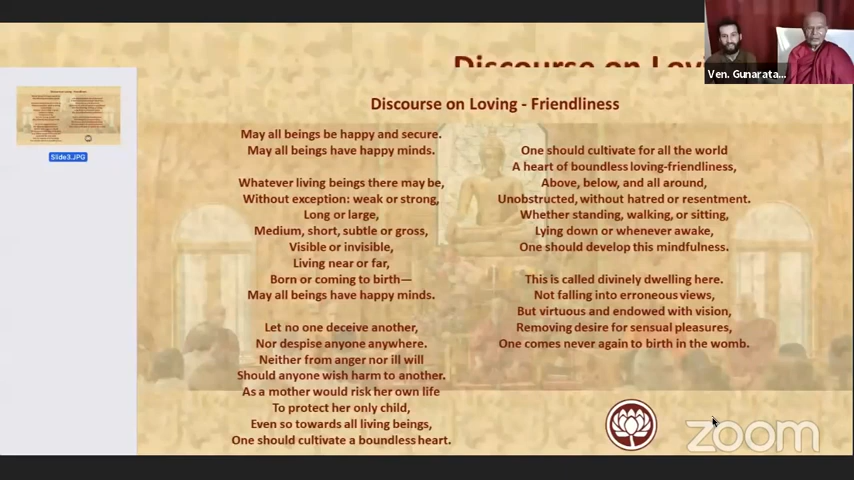 Discourse on Lovi
Ven. Gunarata...
Discourse on Loving - Friendliness
May all beings be happy and secure.
May all beings have happy minds.
Whatever living beings there may be,
Without exception: weak or strong,
Long or large,
Medium, short, subtle or gross,
Visible or invisible,
Living near or far,
Born or coming to birth—
May all beings have happy minds.
Let no one deceive another,
Nor despise anyone anywhere.
Neither from anger nor ill will
Should anyone wish harm to another.
As a mother would risk her own life
To protect her only child,
Even so towards all living beings,
One should cultivate a boundless heart.
One should cultivate for all the world
A heart of boundless loving-friendliness,
Above, below, and all around,
Unobstructed, without hatred or resentment.
Whether standing, walking, or sitting,
Lying down or whenever awake,
One should develop this mindfulness.
This is called divinely dwelling here.
Not falling into erroneous views,
But virtuous and endowed with vision,
Removing desire for sensual pleasures,
One comes never again to birth in the womb.
Slide3.JPG
zoom